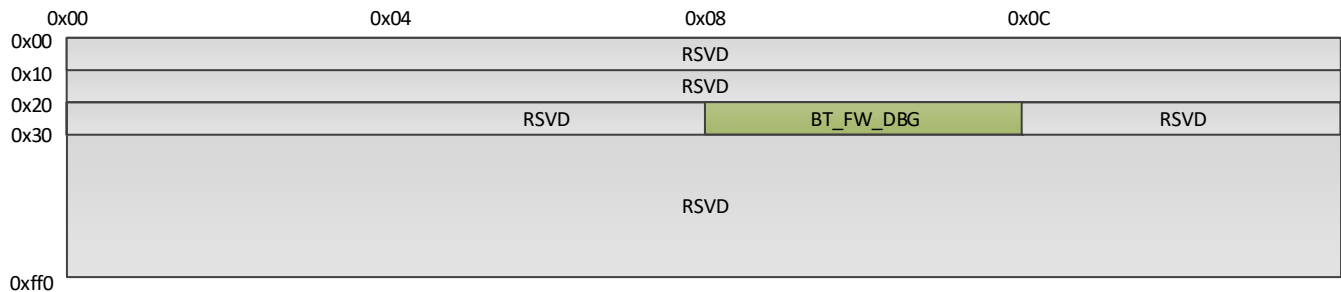 0x00 0x04 0x08 0x0C
0x00
RSVD
0x10
RSVD
0x20
RSVD BT_FW_DBG RSVD
0x30
RSVD
0xff0